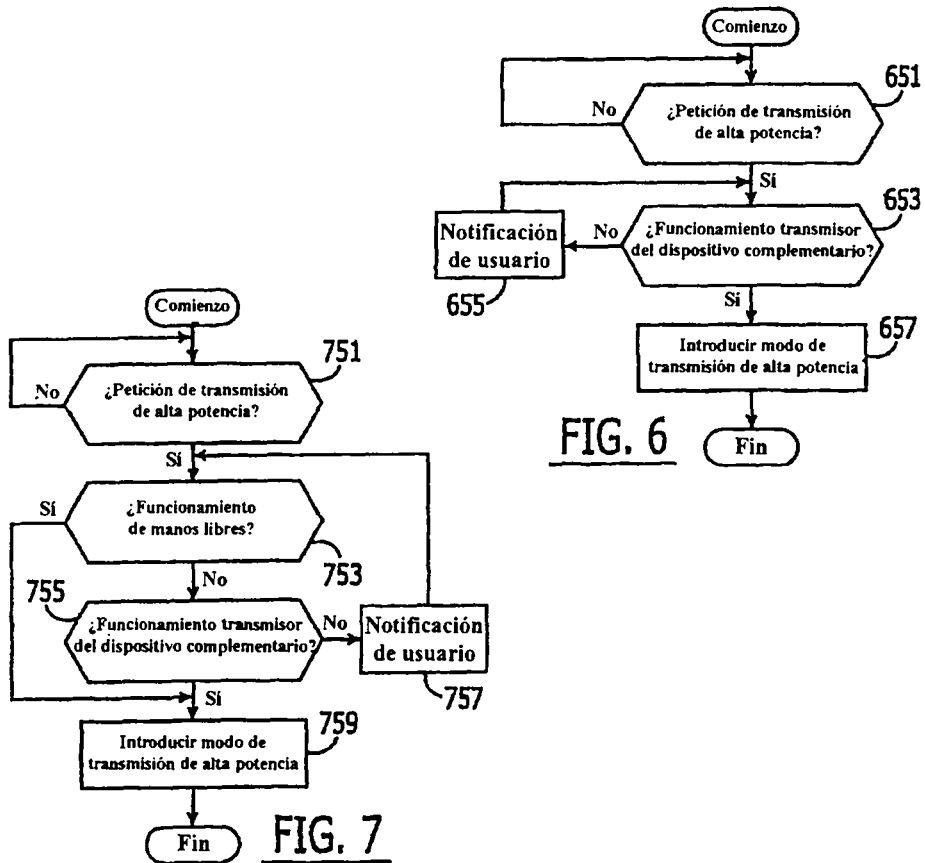 Comienzo
651
¿Petición de transmisión
de alta potencia?
No
Sí
653
¿Funcionamiento transmisor
del dispositivo complementario?
No
Notificación
de usuario
655
Sí
657
Introducir modo de
transmisión de alta potencia
Fin
FIG. 6
Comienzo
751
¿Petición de transmisión
de alta potencia?
No
Sí
¿Funcionamiento
de manos libres?
Sí
753
No
755
¿Funcionamiento transmisor
del dispositivo complementario?
No
Notificación
de usuario
757
Sí
759
Introducir modo de
transmisión de alta potencia
Fin
FIG. 7